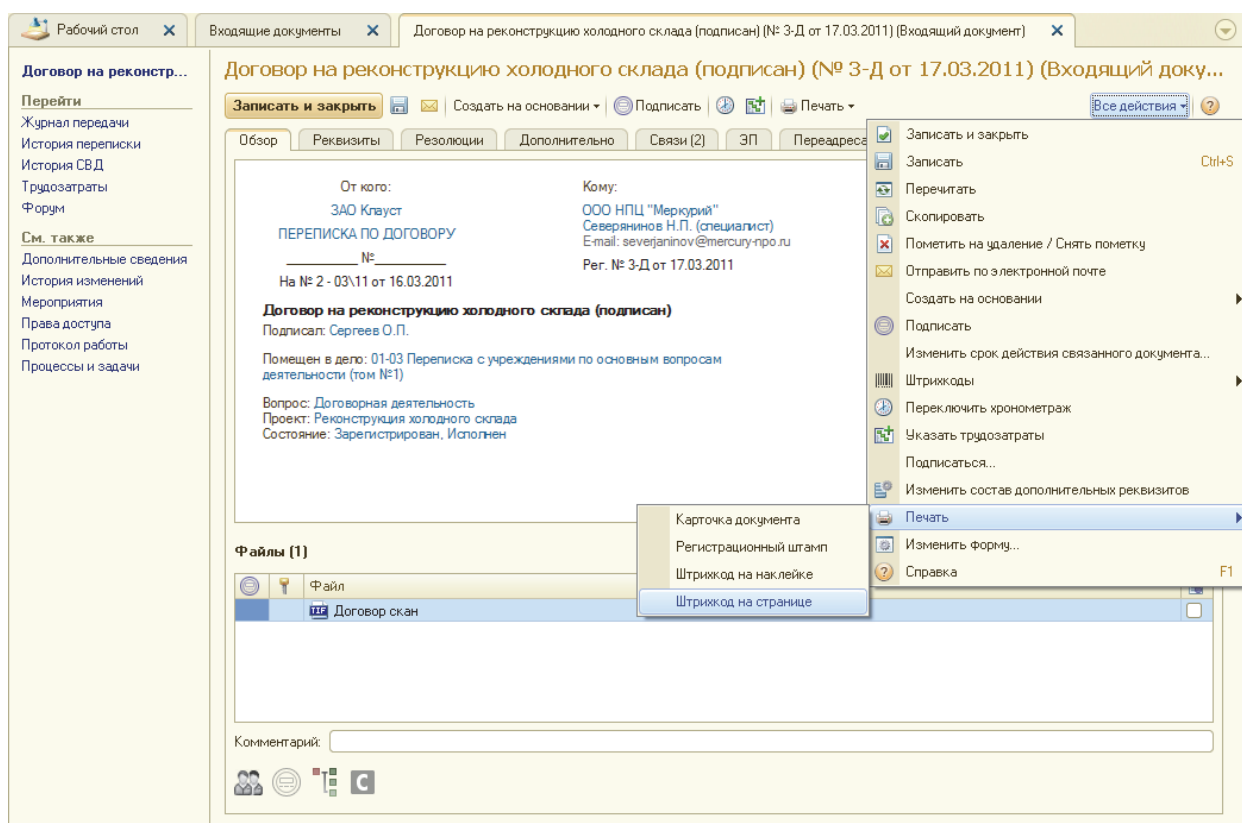 Рабочий стол
Входящие документы
Договор на реконструкцию холодного склада (подписан) (№ 3-Д от 17.03.2011) (Входящий документ)
Договор на реконстр...
Перейти
Журнал передачи
История переписки
История СВД
Трудозатраты
Форум
См. также
Дополнительные сведения
История изменений
Мероприятия
Права доступа
Протокол работы
Процессы и задачи
Договор на реконструкцию холодного склада (подписан) (№ 3-Д от 17.03.2011) (Входящий доку...
Записать и закрыть Создать на основании Подписать Печать Все действия ?
Обзор Реквизиты Резолюции Дополнительно Связи (2) ЭП Переадреса
От кого:
ЗАО Клауст
ПЕРЕПИСКА ПО ДОГОВОРУ
________ №________
На № 2 - 03\11 от 16.03.2011
Кому:
ООО НПЦ "Меркурий"
Северянинов Н.П. (специалист)
E-mail: severjaninov@mercury-npo.ru
Рег. № 3-Д от 17.03.2011
Договор на реконструкцию холодного склада (подписан)
Подписал: Сергеев О.П.
Помещен в дело: 01-03 Переписка с учреждениями по основным вопросам
деятельности (том №1)
Вопрос: Договорная деятельность
Проект: Реконструкция холодного склада
Состояние: Зарегистрирован, Исполнен
Записать и закрыть
Записать Ctrl+S
Перечитать
Скопировать
Пометить на удаление / Снять пометку
Отправить по электронной почте
Создать на основании
Подписать
Изменить срок действия связанного документа...
Штрихкоды
Переключить хронометраж
Указать трудозатраты
Подписаться...
Изменить состав дополнительных реквизитов
Печать
Изменить форму...
? Справка F1
Карточка документа
Регистрационный штамп
Штрихкод на наклейке
Штрихкод на странице
Файлы (1)
Файл
TIF Договор скан
Комментарий:
C